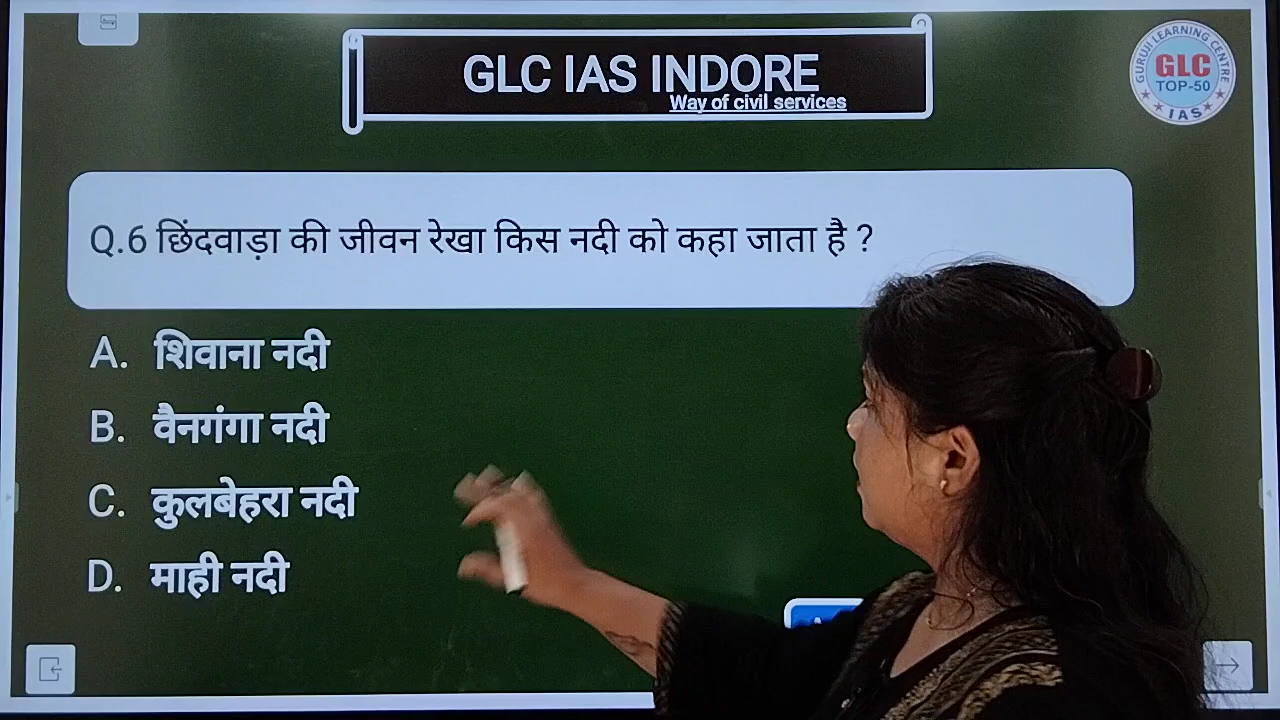 GLC IAS INDORE
Way of civil services
GURUJI LEARNING CENTRE
GLC
TOP-50
IAS
Q.6 छिंदवाड़ा की जीवन रेखा किस नदी को कहा जाता है ?
A. शिवाना नदी
B. वैनगंगा नदी
C. कुलबेहरा नदी
D. माही नदी